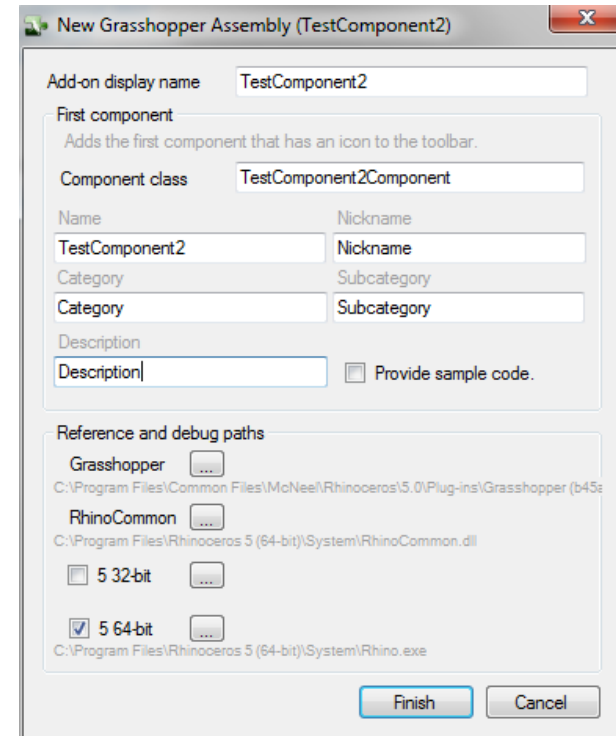 New Grasshopper Assembly (TestComponent2)
Add-on display name TestComponent2
First component
Adds the first component that has an icon to the toolbar.
Component class TestComponent2Component
Name Nickname
TestComponent2 Nickname
Category Subcategory
Category Subcategory
Description
Description Provide sample code.
Reference and debug paths
Grasshopper ...
C:\Program Files\Common Files\McNeel\Rhinoceros\5.0\Plug-ins\Grasshopper (b45a
RhinoCommon ...
C:\Program Files\Rhinoceros 5 (64-bit)\System\RhinoCommon.dll
5 32-bit ...
5 64-bit ...
C:\Program Files\Rhinoceros 5 (64-bit)\System\Rhino.exe
Finish Cancel